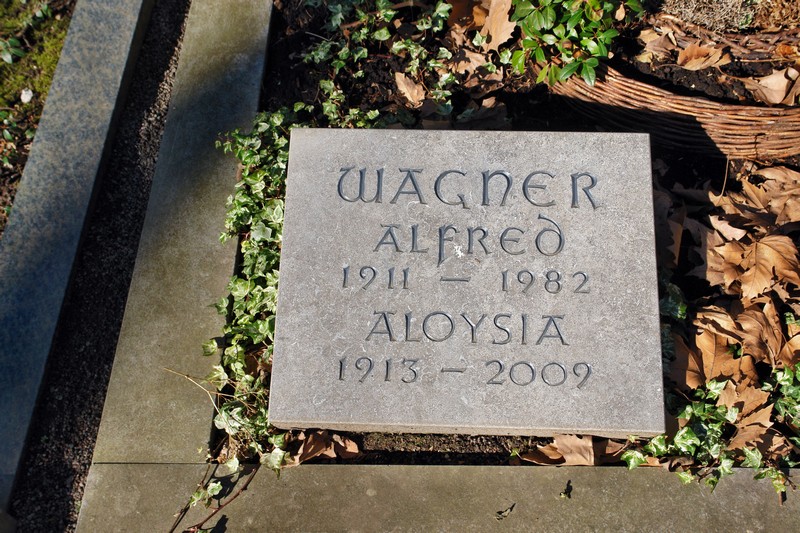 WAGNER
ALFRED
1911 – 1982
ALOYSIA
1913 – 2009